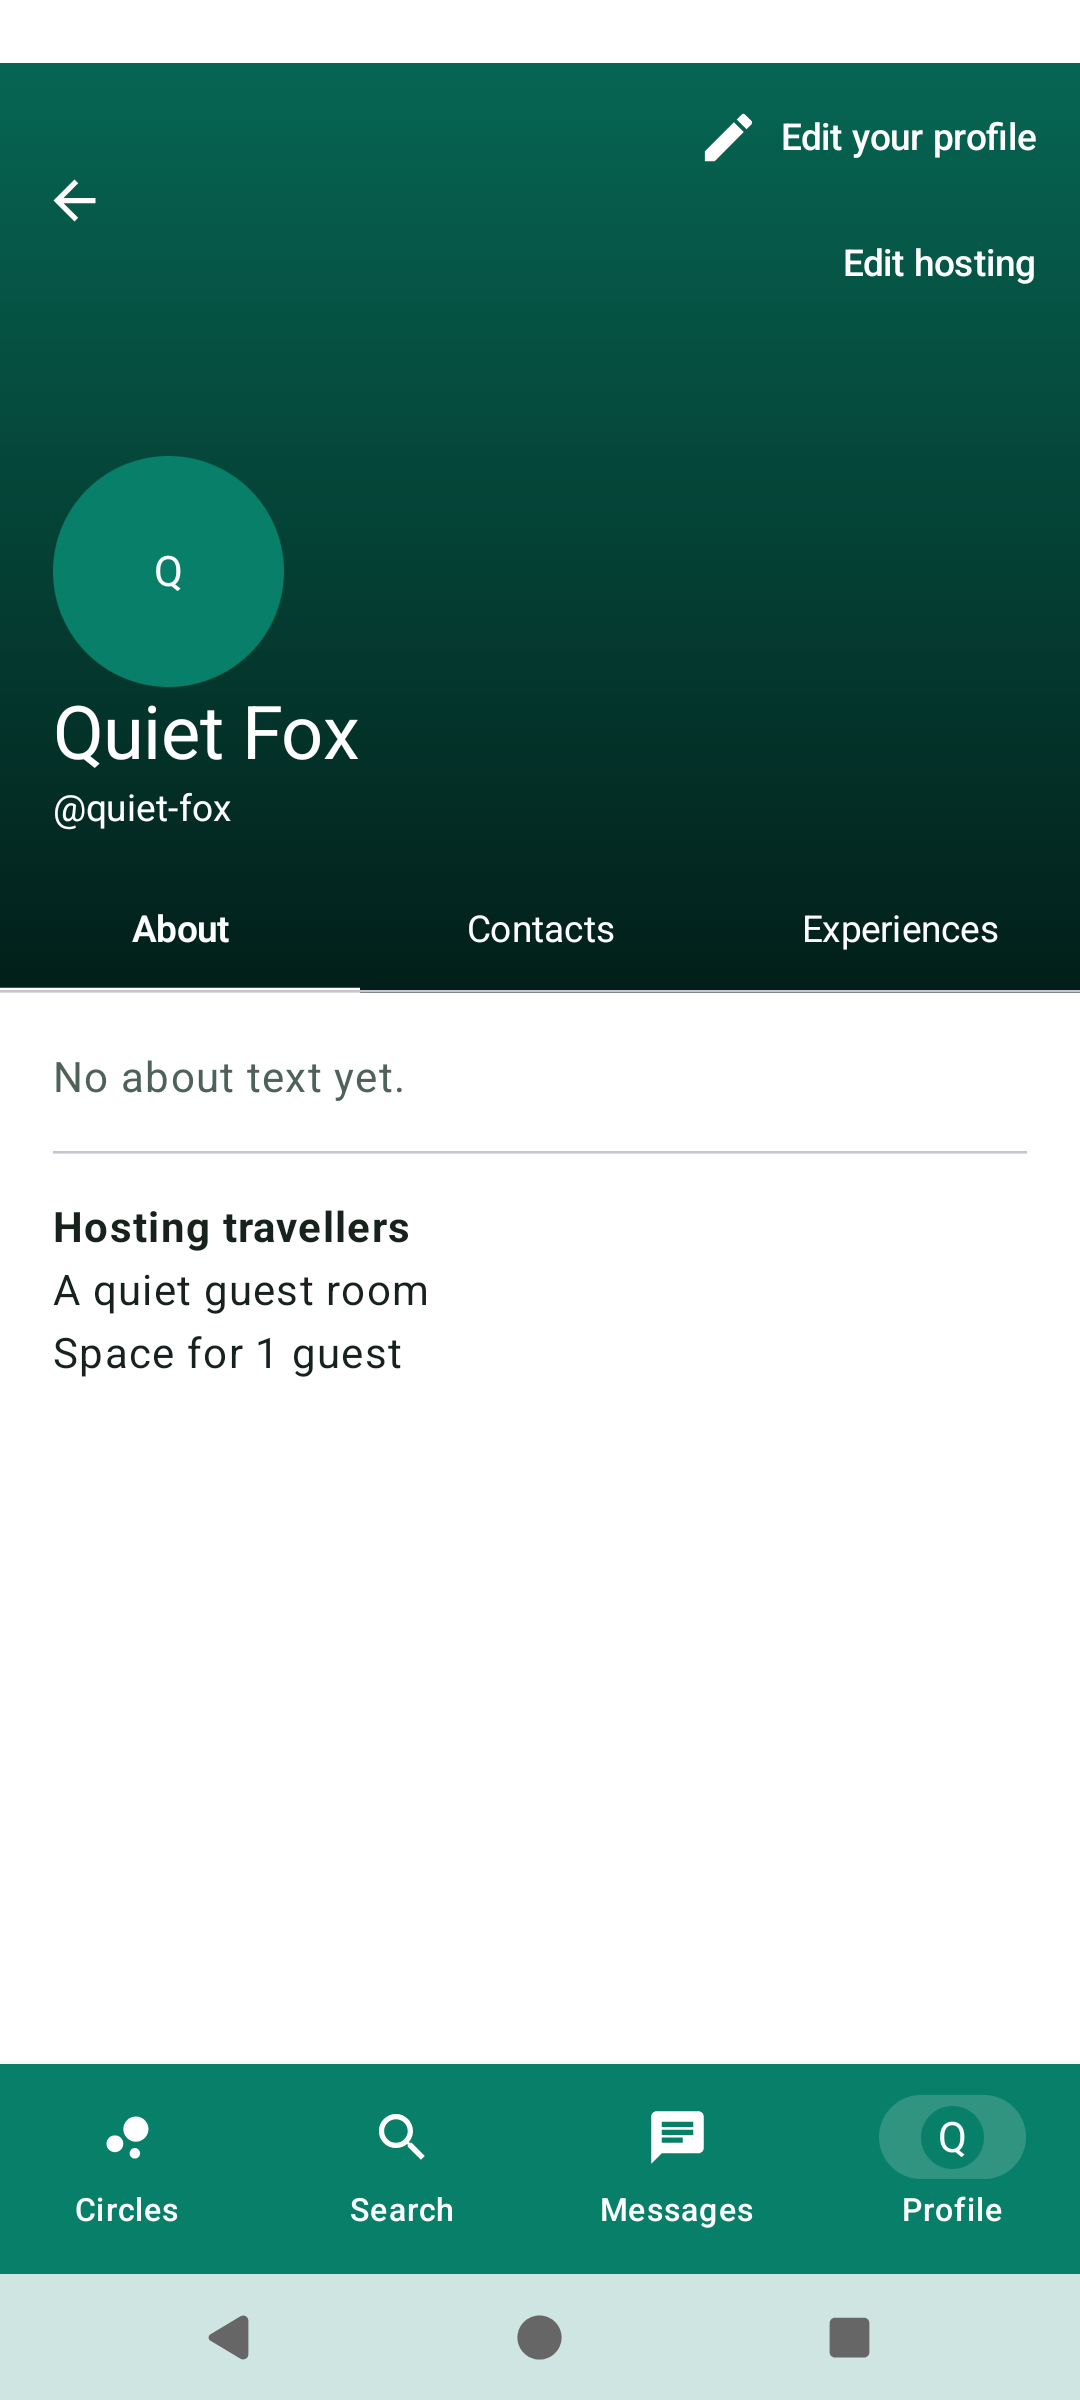 Edit your profile
Edit hosting
Q
Quiet Fox
@quiet-fox
About Contacts Experiences
No about text yet.
Hosting travellers
A quiet guest room
Space for 1 guest
Q
Circles Search Messages Profile